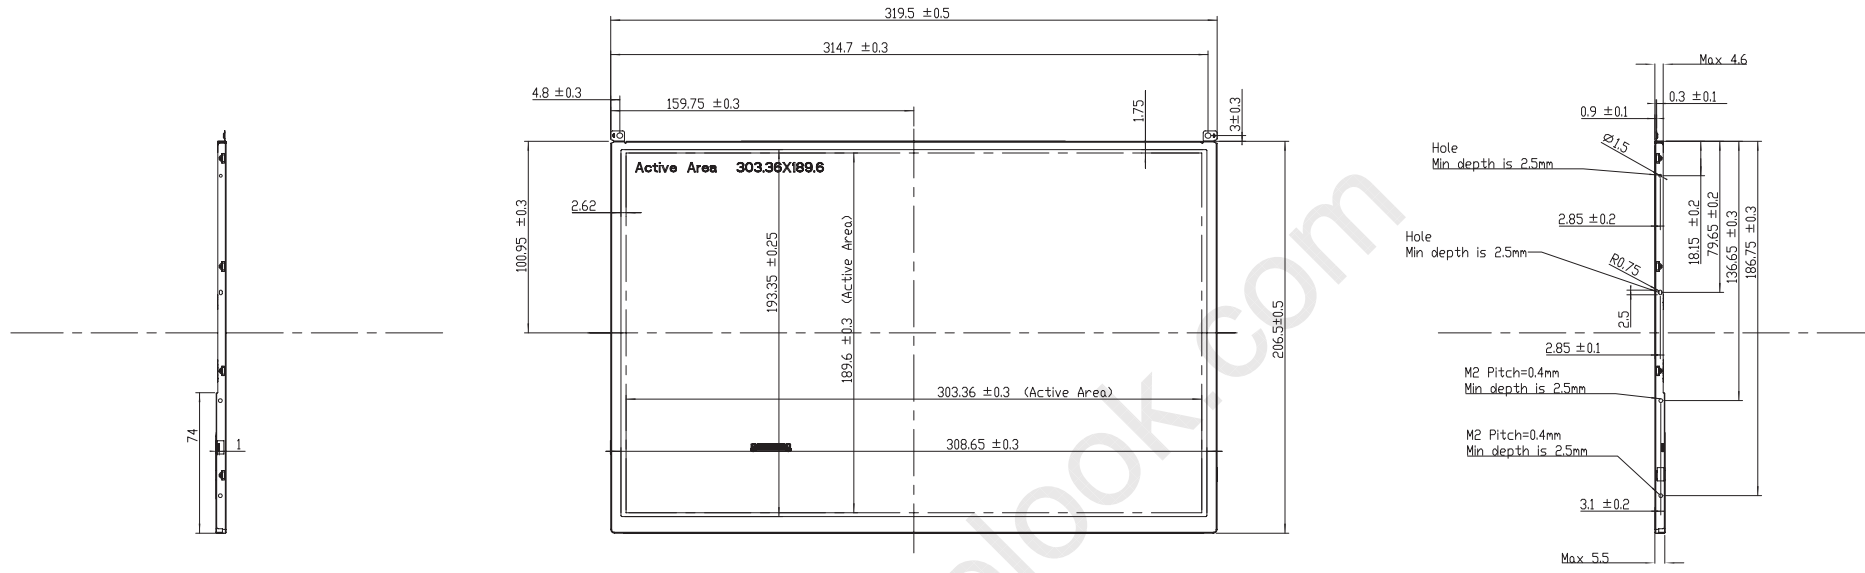 319.5 ±0.5
314.7 ±0.3
4.8 ±0.3
159.75 ±0.3
1.75
3±0.3
Active Area 303.36X189.6
2.62
100.95 ±0.3
193.35 ±0.25
189.6 ±0.3 (Active Area)
206.5±0.5
303.36 ±0.3 (Active Area)
308.65 ±0.3
74
1
Max 4.6
0.3 ±0.1
0.9 ±0.1
Ø1.5
Hole
Min depth is 2.5mm
2.85 ±0.2
Hole
Min depth is 2.5mm
R0.75
18.15 ±0.2
79.65 ±0.2
136.65 ±0.3
186.75 ±0.3
2.5
2.85 ±0.1
M2 Pitch=0.4mm
Min depth is 2.5mm
M2 Pitch=0.4mm
Min depth is 2.5mm
3.1 ±0.2
Max 5.5
elook.com